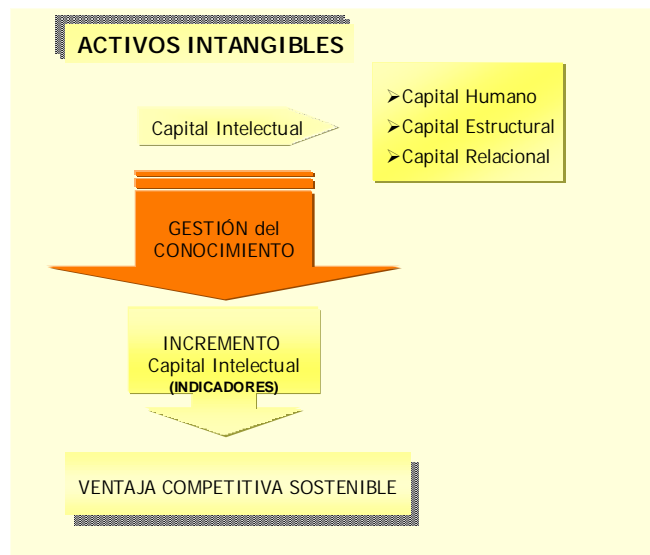 ACTIVOS INTANGIBLES
Capital Intelectual
➢Capital Humano
➢Capital Estructural
➢Capital Relacional
GESTIÓN del
CONOCIMIENTO
INCREMENTO
Capital Intelectual
(INDICADORES)
VENTAJA COMPETITIVA SOSTENIBLE